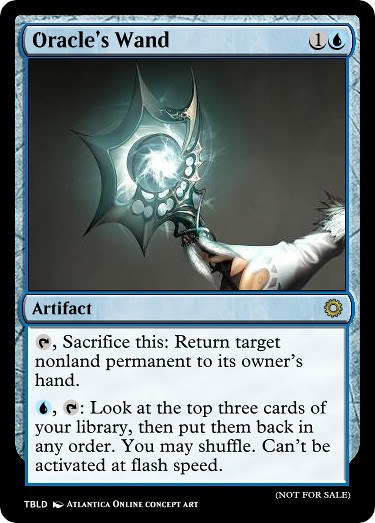 Oracle's Wand 1
Artifact
, Sacrifice this: Return target
nonland permanent to its owner's
hand.
, : Look at the top three cards of
your library, then put them back in
any order. You may shuffle. Can't be
activated at flash speed.
(NOT FOR SALE)
TBLD Atlantica Online concept art